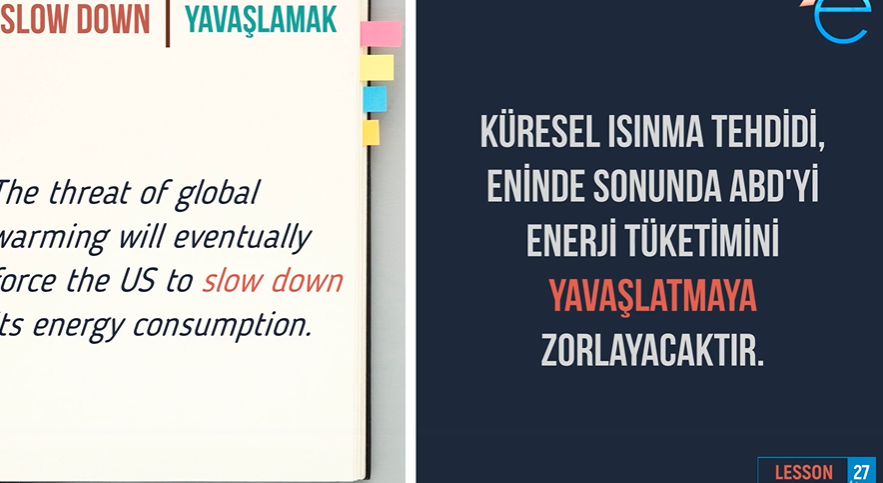 SLOW DOWN | YAVAŞLAMAK
The threat of global
warming will eventually
force the US to slow down
its energy consumption.
KÜRESEL ISINMA TEHDİDİ,
ENİNDE SONUNDA ABD'Yİ
ENERJİ TÜKETİMİNİ
YAVAŞLATMAYA
ZORLAYACAKTIR.
e
LESSON 27